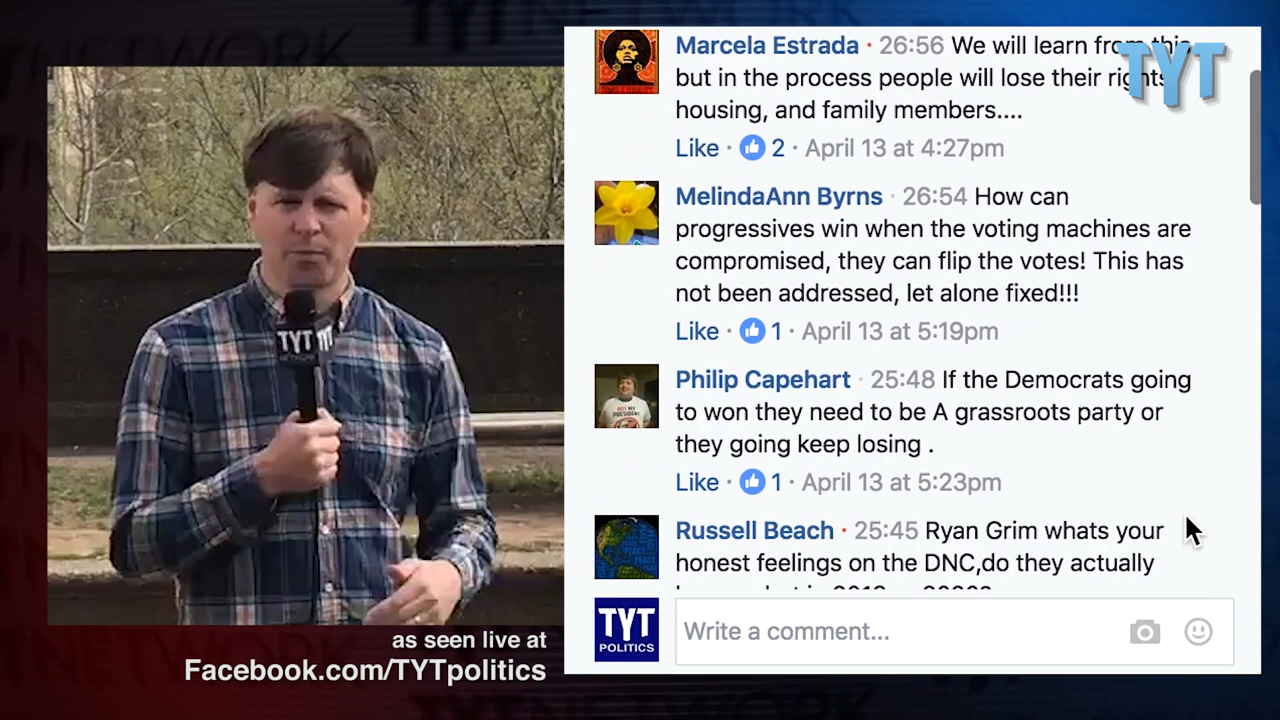 TYT NETWORK
NETWORK
TYT
Marcela Estrada · 26:56 We will learn from this
but in the process people will lose their rights,
housing, and family members....
Like · 2 · April 13 at 4:27pm
MelindaAnn Byrns · 26:54 How can
progressives win when the voting machines are
compromised, they can flip the votes! This has
not been addressed, let alone fixed!!!
Like · 1 · April 13 at 5:19pm
Philip Capehart · 25:48 If the Democrats going
to won they need to be A grassroots party or
they going keep losing .
Like · 1 · April 13 at 5:23pm
Russell Beach · 25:45 Ryan Grim whats your
honest feelings on the DNC,do they actually
TYT
POLITICS
Write a comment...
TYT
as seen live at
Facebook.com/TYTpolitics